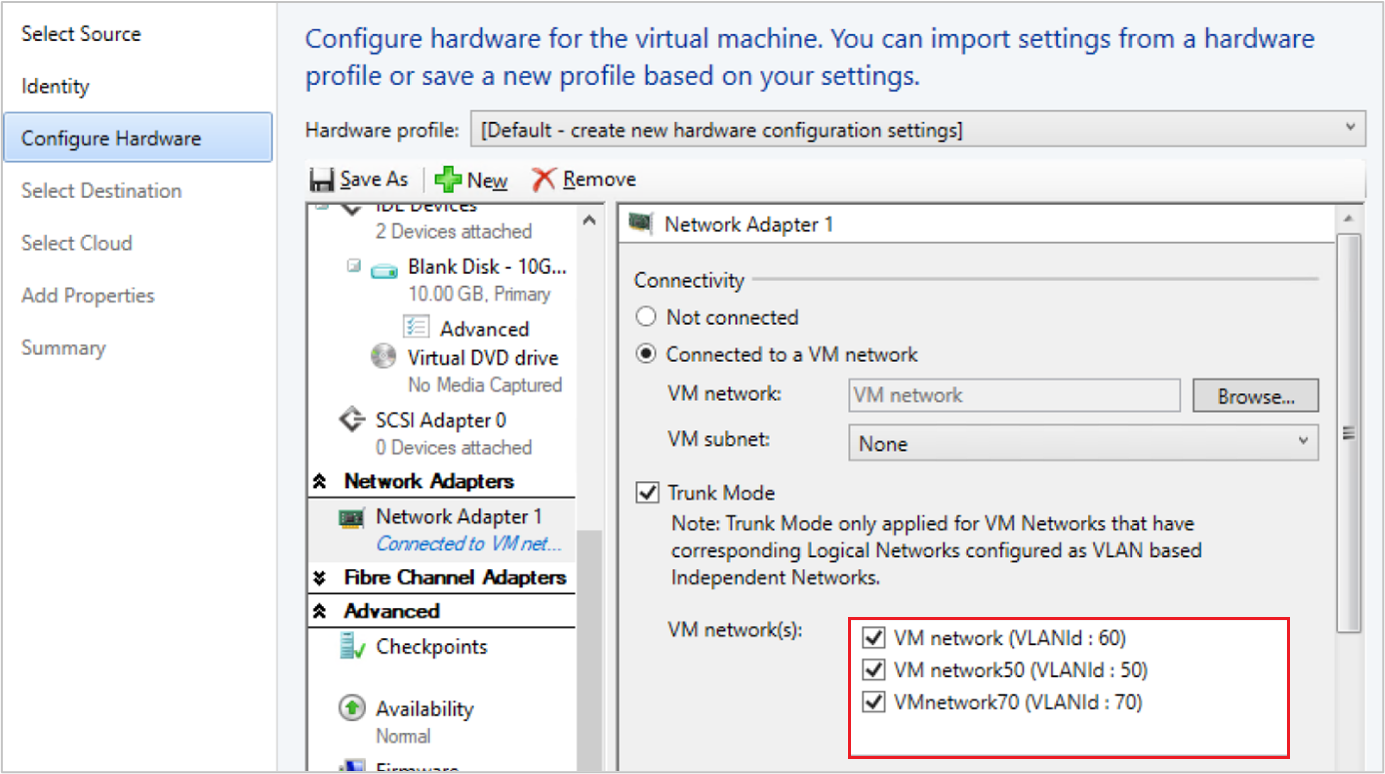 Select Source
Identity
Configure Hardware
Select Destination
Select Cloud
Add Properties
Summary
Configure hardware for the virtual machine. You can import settings from a hardware
profile or save a new profile based on your settings.
Hardware profile: [Default - create new hardware configuration settings]
Save As New Remove
IDE Devices
2 Devices attached
Blank Disk - 10G...
10.00 GB, Primary
Advanced
Virtual DVD drive
No Media Captured
SCSI Adapter 0
0 Devices attached
Network Adapters
Network Adapter 1
Connected to VM net...
Fibre Channel Adapters
Advanced
Checkpoints
Availability
Normal
Firmware
Network Adapter 1
Connectivity
Not connected
Connected to a VM network
VM network: VM network Browse...
VM subnet: None
Trunk Mode
Note: Trunk Mode only applied for VM Networks that have
corresponding Logical Networks configured as VLAN based
Independent Networks.
VM network(s): VM network (VLANId : 60)
VM network50 (VLANId : 50)
VMnetwork70 (VLANId : 70)